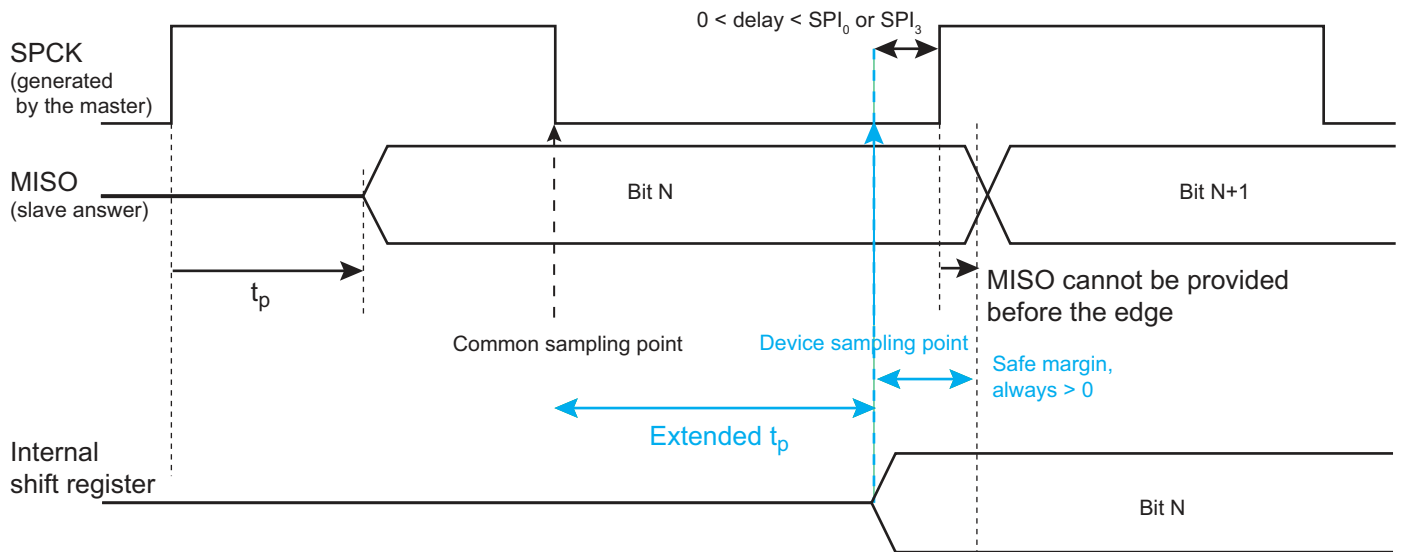 0 < delay < SPI₀ or SPI₃
SPCK
(generated
by the master)
MISO
(slave answer)
Bit N
Bit N+1
tₚ
MISO cannot be provided
before the edge
Common sampling point
Device sampling point
Safe margin,
always > 0
Extended tₚ
Internal
shift register
Bit N